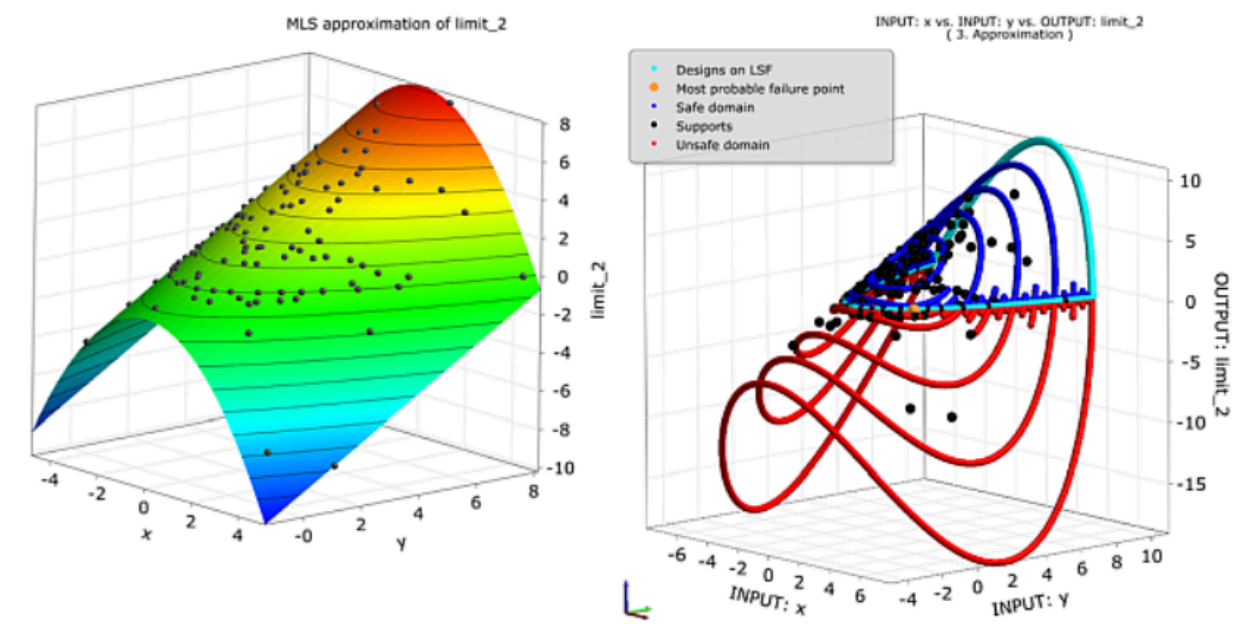 MLS approximation of limit_2
8
6
4
2
0
-2
-4
-6
-8
-10
limit_2
-4
-2
0
2
4
x
-0
2
4
6
8
y
INPUT: x vs. INPUT: y vs. OUTPUT: limit_2
( 3. Approximation )
Designs on LSF
Most probable failure point
Safe domain
Supports
Unsafe domain
10
5
0
-5
-10
-15
OUTPUT: limit_2
-6
-4
-2
0
2
4
6
INPUT: x
-4
-2
0
2
4
6
8
10
INPUT: y